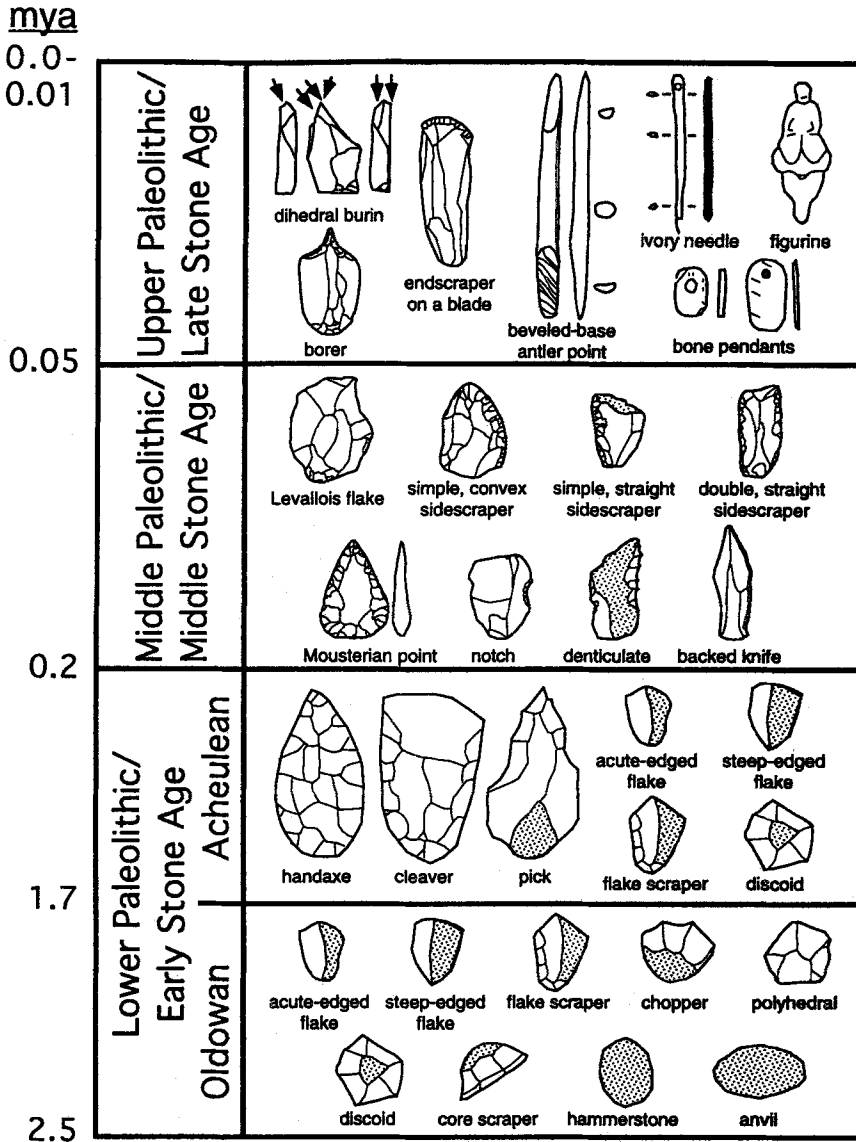 mya
0.0-
0.01
Upper Paleolithic/
Late Stone Age
dihedral burin
borer
endscraper
on a blade
beveled-base
antler point
ivory needle
figurine
bone pendants
0.05
Middle Paleolithic/
Middle Stone Age
Levallois flake
simple, convex
sidescraper
simple, straight
sidescraper
double, straight
sidescraper
Mousterian point
notch
denticulate
backed knife
0.2
Lower Paleolithic/
Early Stone Age
Acheulean
handaxe
cleaver
pick
acute-edged
flake
steep-edged
flake
flake scraper
discoid
1.7
Oldowan
acute-edged
flake
steep-edged
flake
flake scraper
chopper
polyhedral
discoid
core scraper
hammerstone
anvil
2.5